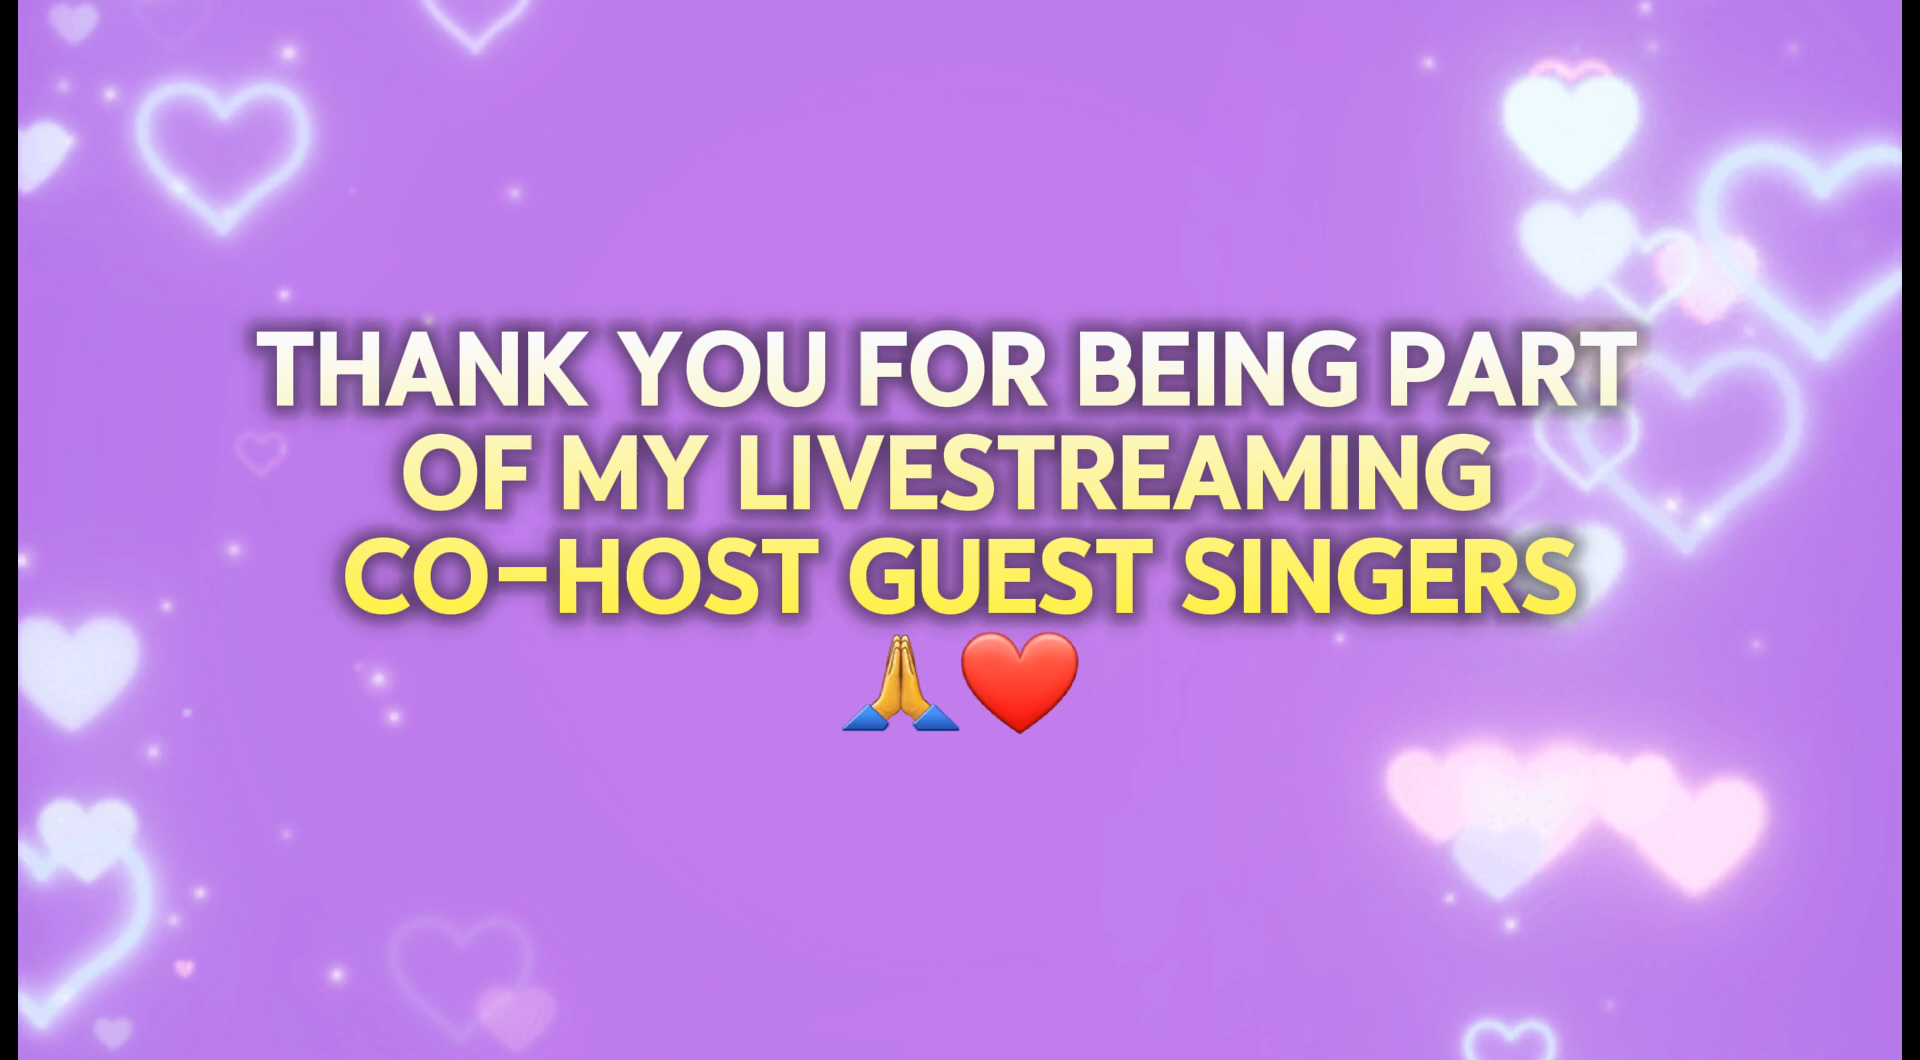 THANK YOU FOR BEING PART
OF MY LIVESTREAMING
CO-HOST GUEST SINGERS
🙏❤️